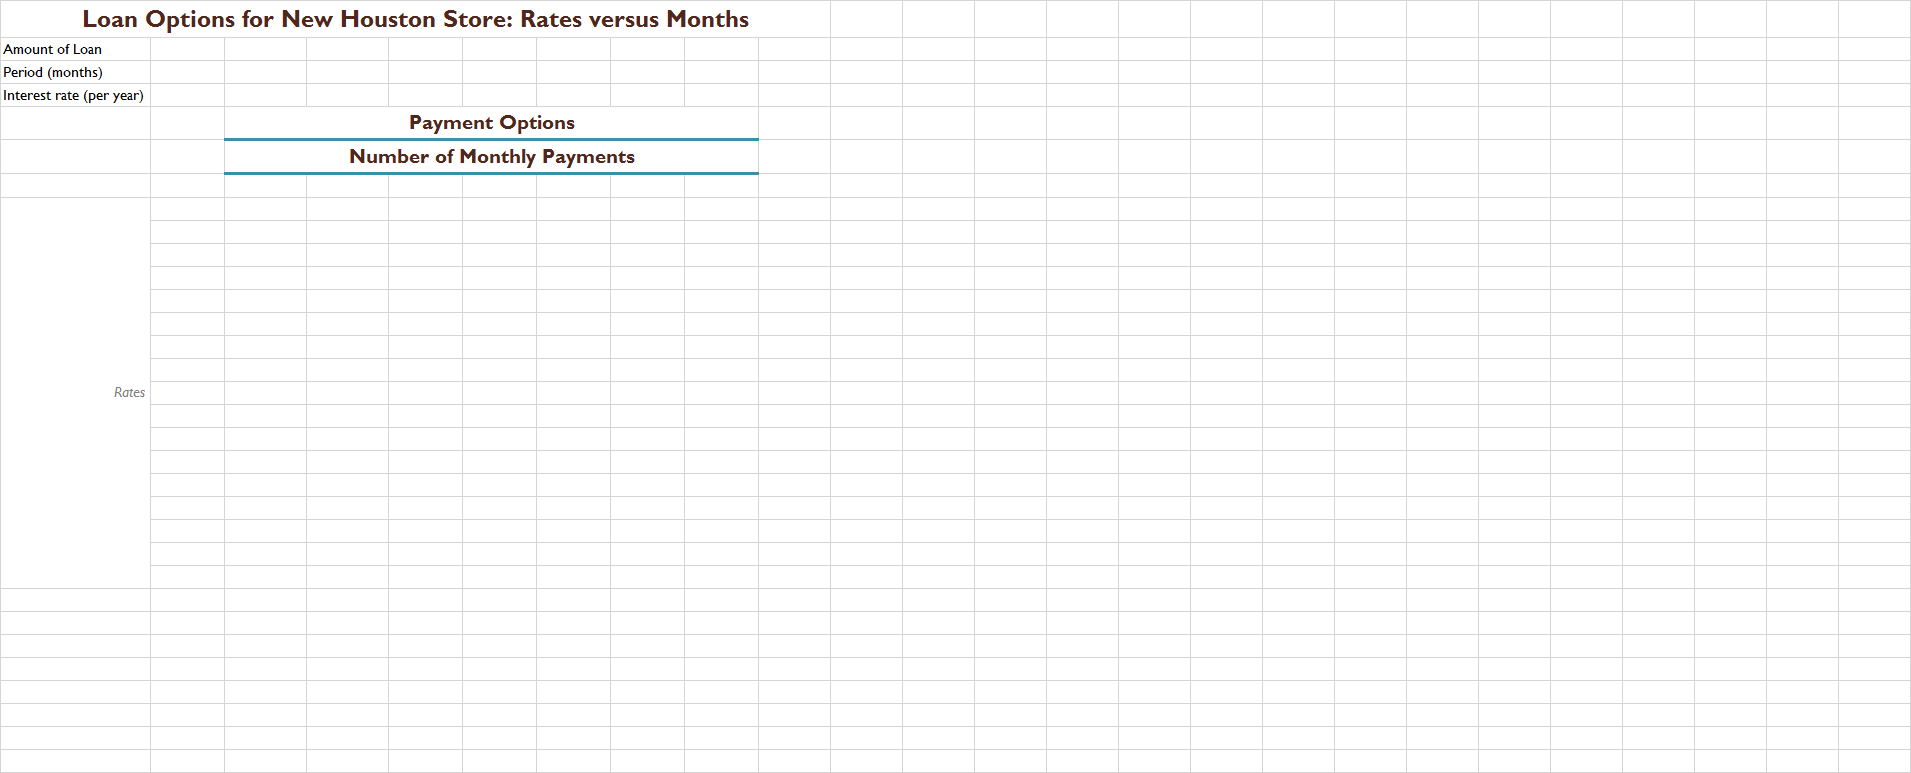 Loan Options for New Houston Store: Rates versus Months
Amount of Loan
Period (months)
Interest rate (per year)
Payment Options
Number of Monthly Payments
Rates